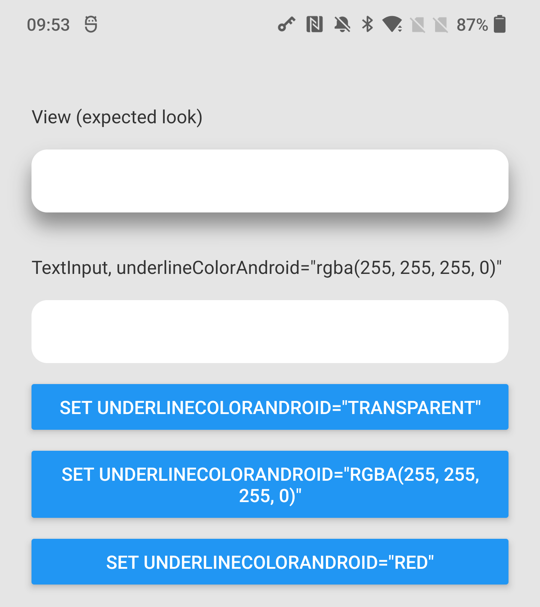 09:53
87%
View (expected look)
TextInput, underlineColorAndroid="rgba(255, 255, 255, 0)"
SET UNDERLINECOLORANDROID="TRANSPARENT"
SET UNDERLINECOLORANDROID="RGBA(255, 255,
255, 0)"
SET UNDERLINECOLORANDROID="RED"